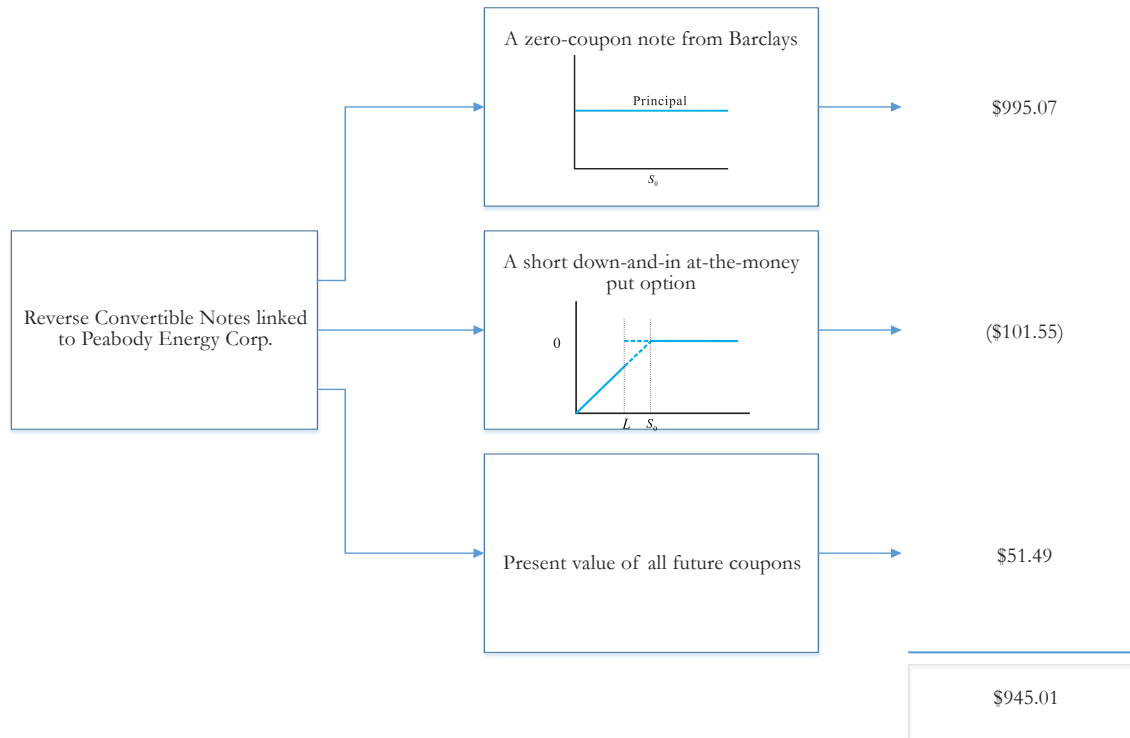 A zero-coupon note from Barclays
Principal
S₀
$995.07
Reverse Convertible Notes linked
to Peabody Energy Corp.
A short down-and-in at-the-money
put option
0
L S₀
($101.55)
Present value of all future coupons
$51.49
$945.01